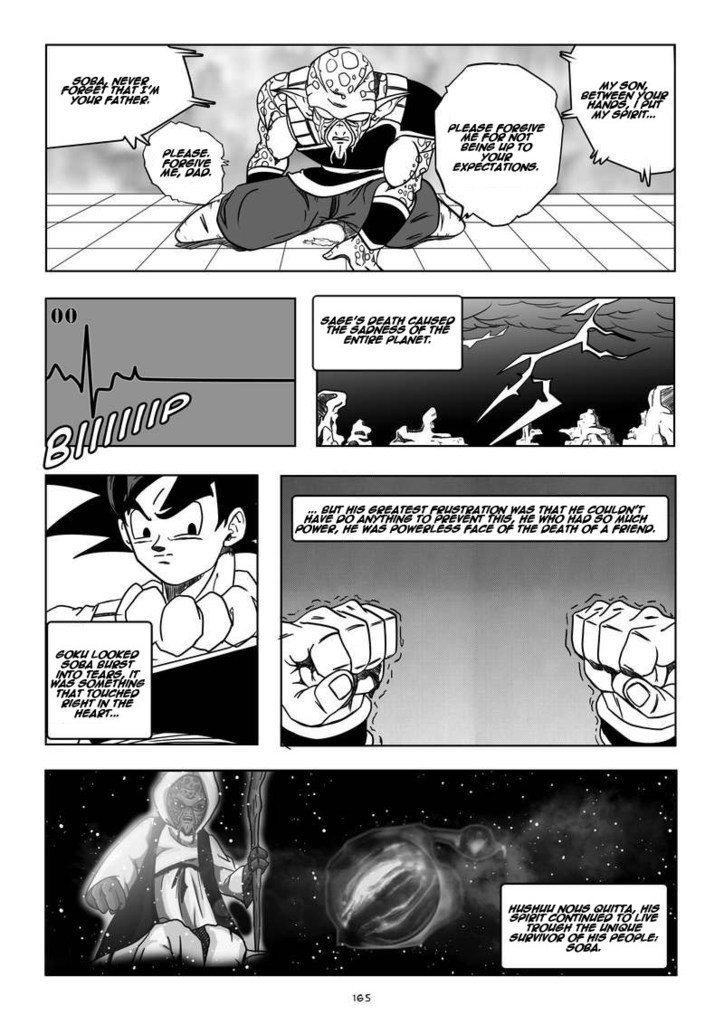 SOBA, NEVER
FORGET THAT I'M
YOUR FATHER.
PLEASE.
FORGIVE
ME, DAD.
PLEASE FORGIVE
ME FOR NOT
BEING UP TO
YOUR
EXPECTATIONS.
MY SON,
BETWEEN YOUR
HANDS, I PUT
MY SPIRIT...
00
BIIIIIIIP
SAGE'S DEATH CAUSED
THE SADNESS OF THE
ENTIRE PLANET.
GOKU LOOKED
SOBA BURST
INTO TEARS, IT
WAS SOMETHING
THAT TOUCHED
RIGHT IN THE
HEART...
... BUT HIS GREATEST FRUSTRATION WAS THAT HE COULDN'T
HAVE DO ANYTHING TO PREVENT THIS, HE WHO HAD SO MUCH
POWER, HE WAS POWERLESS FACE OF THE DEATH OF A FRIEND.
HUSHUU NOUS QUITTA, HIS
SPIRIT CONTINUED TO LIVE
TROUGH THE UNIQUE
SURVIVOR OF HIS PEOPLE:
SOBA.
165